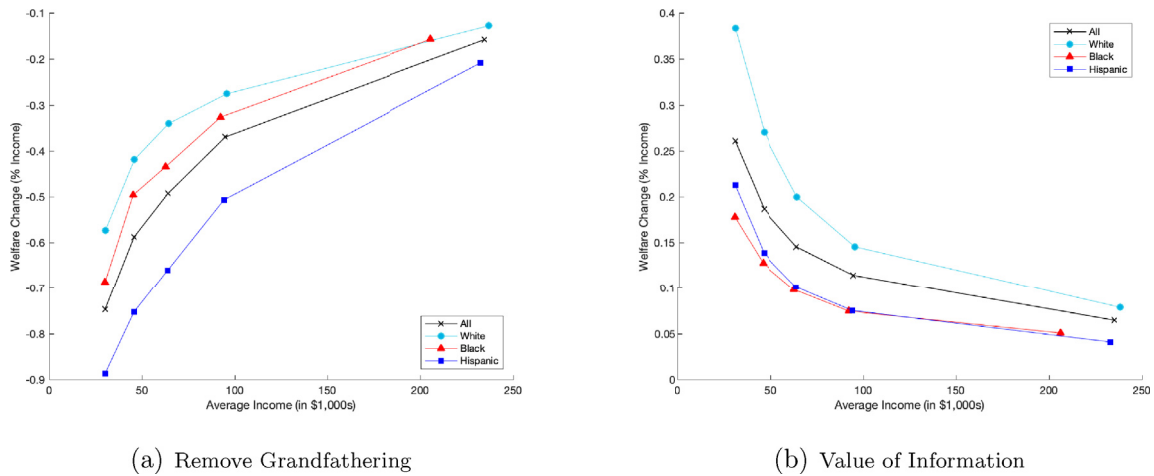 -0.1
-0.2
-0.3
-0.4
-0.5
-0.6
-0.7
-0.8
-0.9
Welfare Change (% Income)
0 50 100 150 200 250
Average Income (in $1,000s)
All
White
Black
Hispanic
(a) Remove Grandfathering
0.4
0.35
0.3
0.25
0.2
0.15
0.1
0.05
0
Welfare Change (% Income)
0 50 100 150 200 250
Average Income (in $1,000s)
All
White
Black
Hispanic
(b) Value of Information